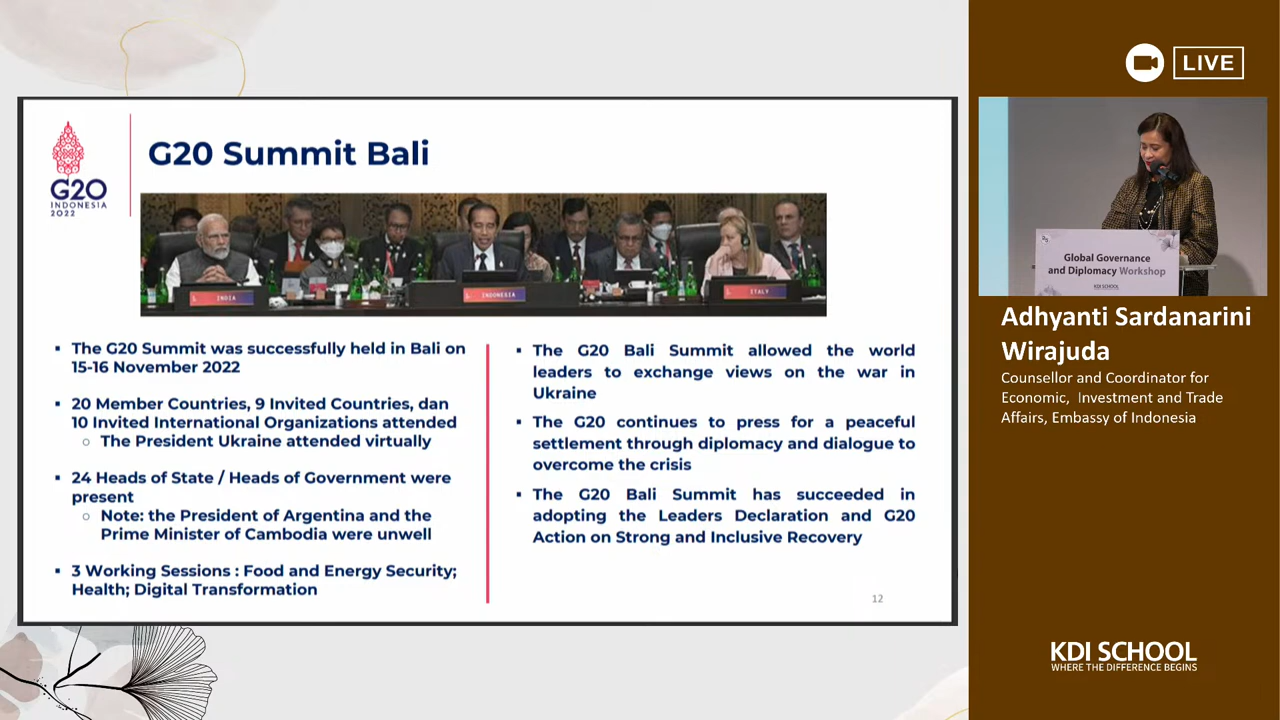 G20
INDONESIA
2022
G20 Summit Bali
INDIA
INDONESIA
ITALY
▪ The G20 Summit was successfully held in Bali on
15-16 November 2022
▪ 20 Member Countries, 9 Invited Countries, dan
10 Invited International Organizations attended
○ The President Ukraine attended virtually
▪ 24 Heads of State / Heads of Government were
present
○ Note: the President of Argentina and the
Prime Minister of Cambodia were unwell
▪ 3 Working Sessions : Food and Energy Security;
Health; Digital Transformation
▪ The G20 Bali Summit allowed the world
leaders to exchange views on the war in
Ukraine
▪ The G20 continues to press for a peaceful
settlement through diplomacy and dialogue to
overcome the crisis
▪ The G20 Bali Summit has succeeded in
adopting the Leaders Declaration and G20
Action on Strong and Inclusive Recovery
12
LIVE
Global Governance
and Diplomacy Workshop
KDI SCHOOL
Adhyanti Sardanarini
Wirajuda
Counsellor and Coordinator for
Economic, Investment and Trade
Affairs, Embassy of Indonesia
KDI SCHOOL
WHERE THE DIFFERENCE BEGINS